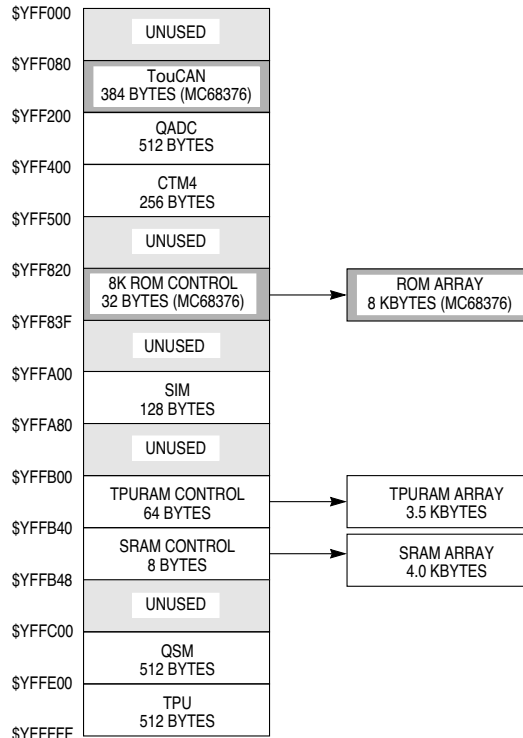 $YFF000
UNUSED
$YFF080
TouCAN
384 BYTES (MC68376)
$YFF200
QADC
512 BYTES
$YFF400
CTM4
256 BYTES
$YFF500
UNUSED
$YFF820
8K ROM CONTROL
32 BYTES (MC68376)
ROM ARRAY
8 KBYTES (MC68376)
$YFF83F
UNUSED
$YFFA00
SIM
128 BYTES
$YFFA80
UNUSED
$YFFB00
TPURAM CONTROL
64 BYTES
TPURAM ARRAY
3.5 KBYTES
$YFFB40
SRAM CONTROL
8 BYTES
SRAM ARRAY
4.0 KBYTES
$YFFB48
UNUSED
$YFFC00
QSM
512 BYTES
$YFFE00
TPU
512 BYTES
$YFFFFF